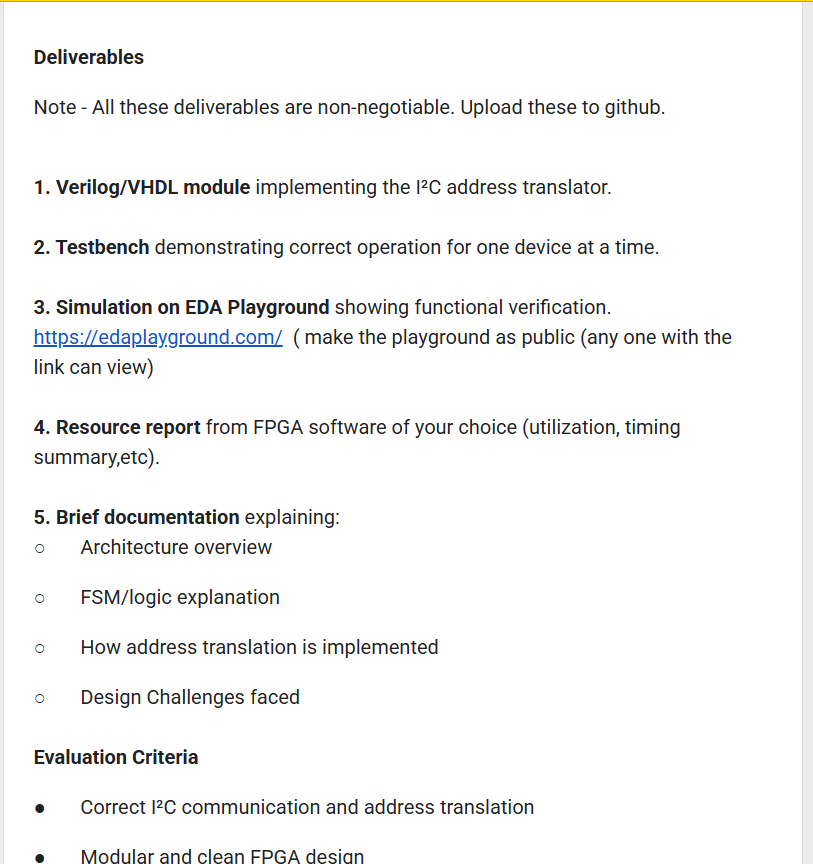 Deliverables
Note - All these deliverables are non-negotiable. Upload these to github.
1. Verilog/VHDL module implementing the I²C address translator.
2. Testbench demonstrating correct operation for one device at a time.
3. Simulation on EDA Playground showing functional verification.
https://edaplayground.com/ ( make the playground as public (any one with the
link can view)
4. Resource report from FPGA software of your choice (utilization, timing
summary,etc).
5. Brief documentation explaining:
○ Architecture overview
○ FSM/logic explanation
○ How address translation is implemented
○ Design Challenges faced
Evaluation Criteria
● Correct I²C communication and address translation
● Modular and clean FPGA design